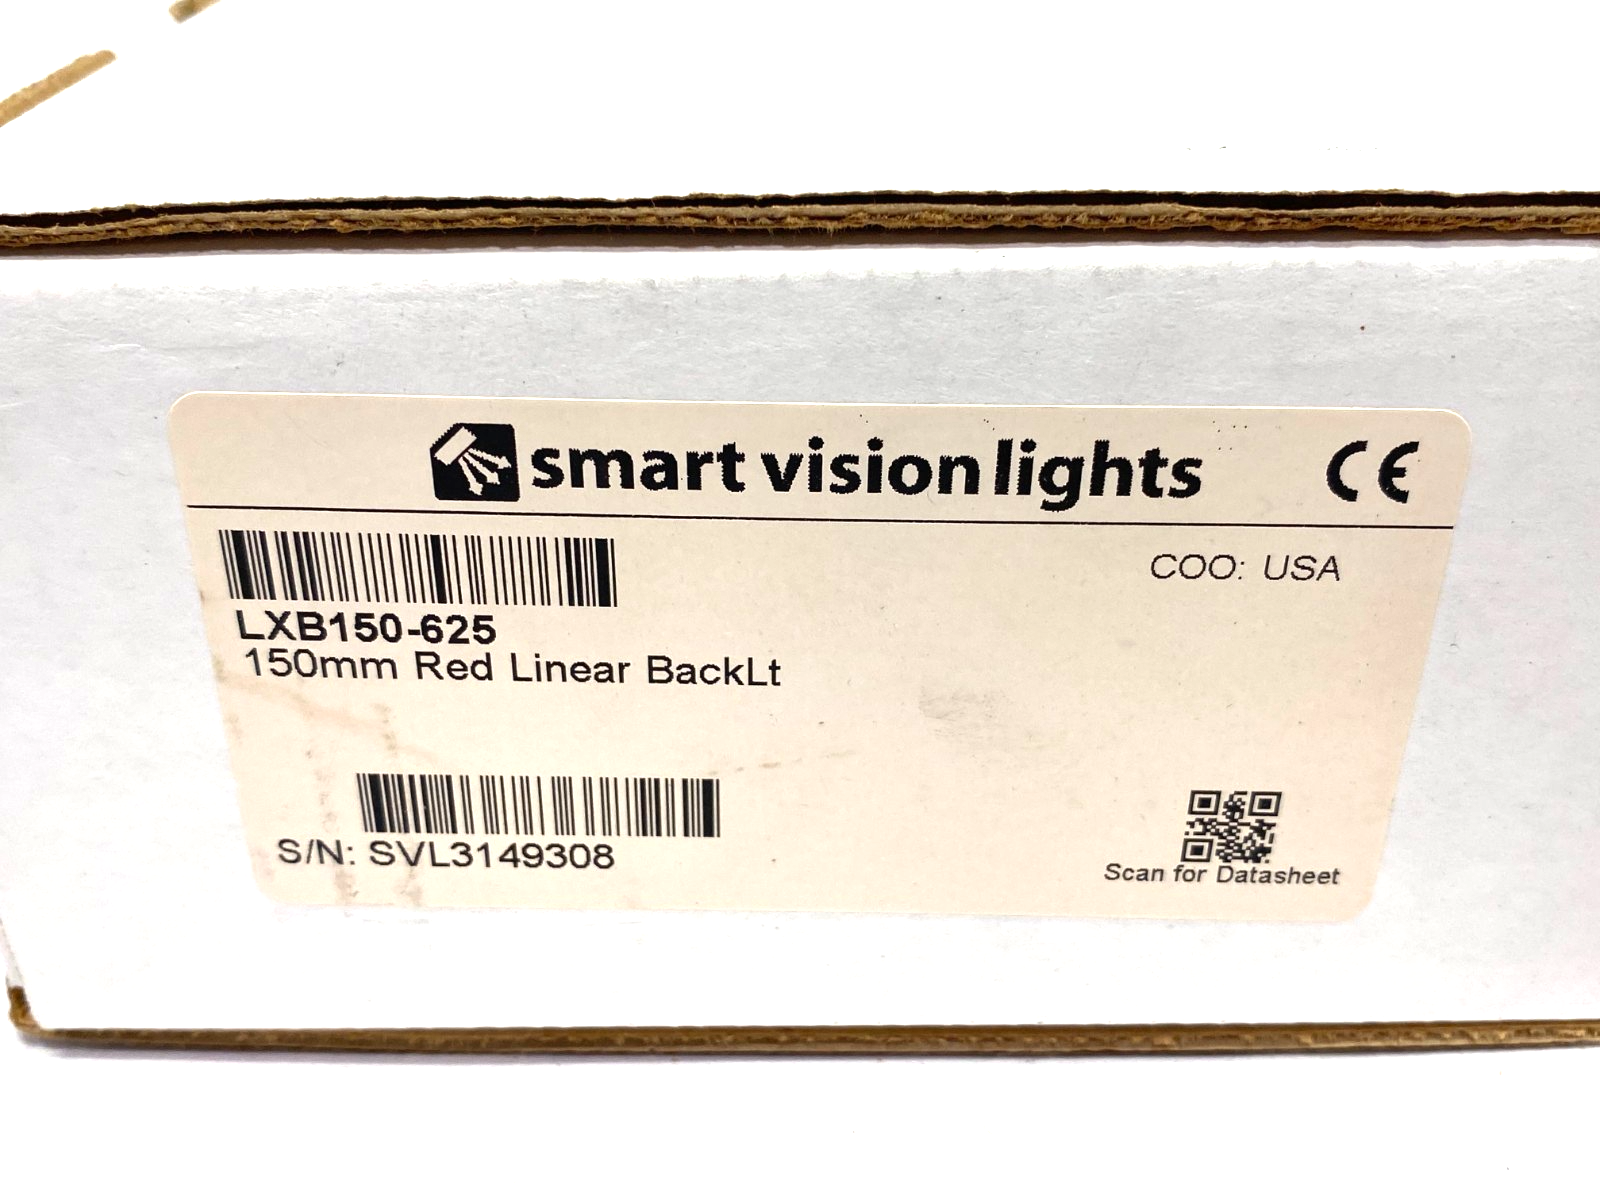 smart vision lights CE
COO: USA
LXB150-625
150mm Red Linear BackLt
S/N: SVL3149308
Scan for Datasheet